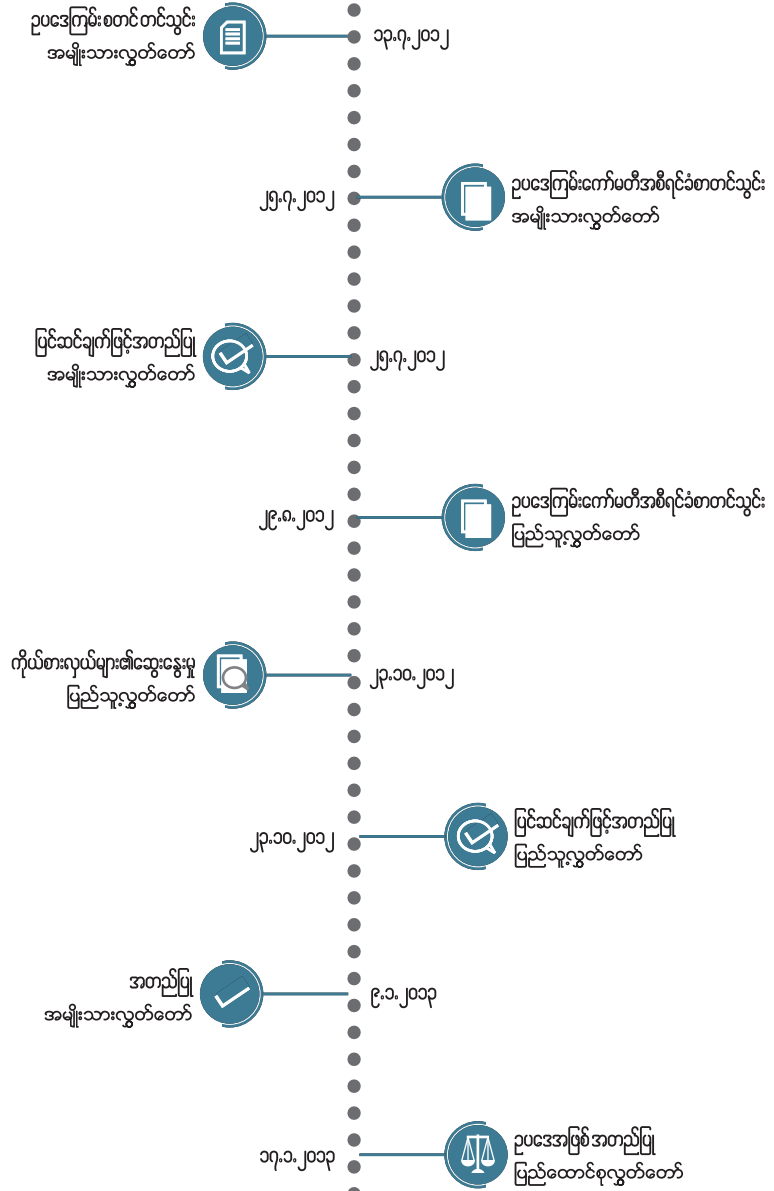 ဥပဒေကြမ်းစတင်တင်သွင်း
အမျိုးသားလွှတ်တော်
၁၃.၇.၂၀၁၂
၂၅.၇.၂၀၁၂
ဥပဒေကြမ်းကော်မတီအစီရင်ခံစာတင်သွင်း
အမျိုးသားလွှတ်တော်
ပြင်ဆင်ချက်ဖြင့်အတည်ပြု
အမျိုးသားလွှတ်တော်
၂၅.၇.၂၀၁၂
၂၉.၈.၂၀၁၂
ဥပဒေကြမ်းကော်မတီအစီရင်ခံစာတင်သွင်း
ပြည်သူ့လွှတ်တော်
ကိုယ်စားလှယ်များ၏ဆွေးနွေးမှု
ပြည်သူ့လွှတ်တော်
၂၃.၁၀.၂၀၁၂
၂၃.၁၀.၂၀၁၂
ပြင်ဆင်ချက်ဖြင့်အတည်ပြု
ပြည်သူ့လွှတ်တော်
အတည်ပြု
အမျိုးသားလွှတ်တော်
၉.၁.၂၀၁၃
၁၇.၁.၂၀၁၃
ဥပဒေအဖြစ်အတည်ပြု
ပြည်ထောင်စုလွှတ်တော်